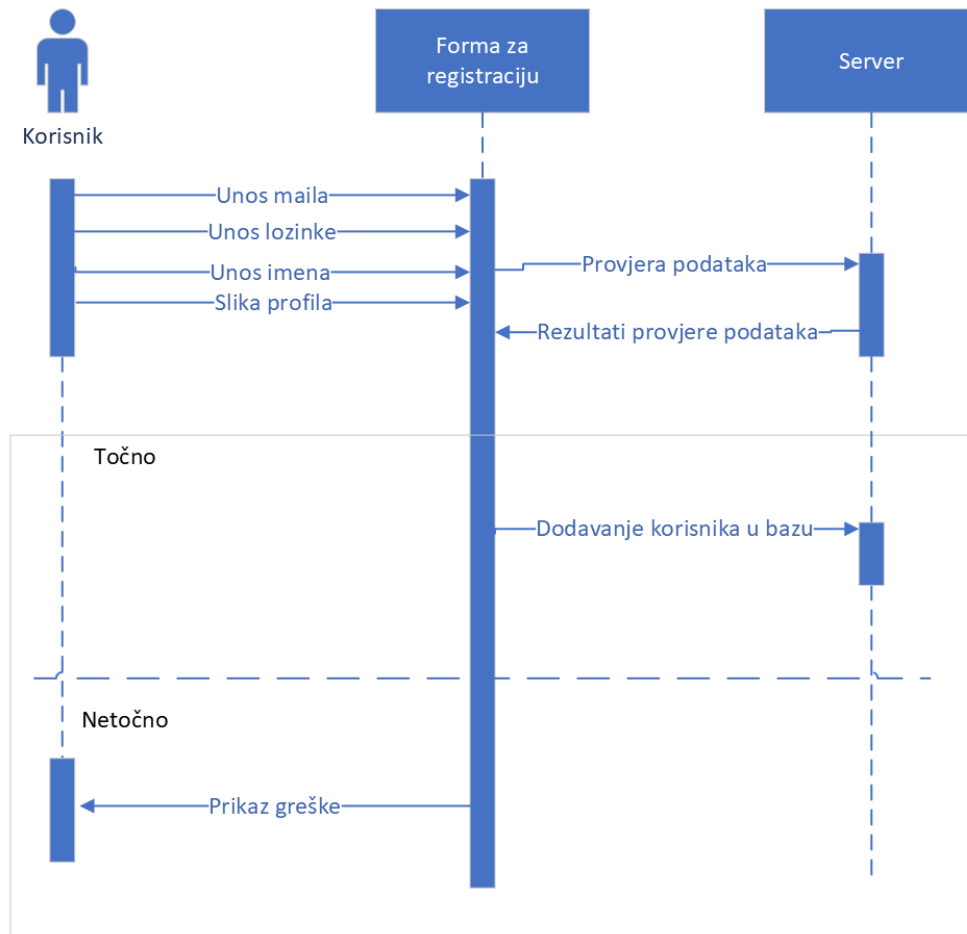 Forma za
registraciju
Server
Korisnik
Unos maila
Unos lozinke
Unos imena
Provjera podataka
Slika profila
Rezultati provjere podataka
Točno
Dodavanje korisnika u bazu
Netočno
Prikaz greške